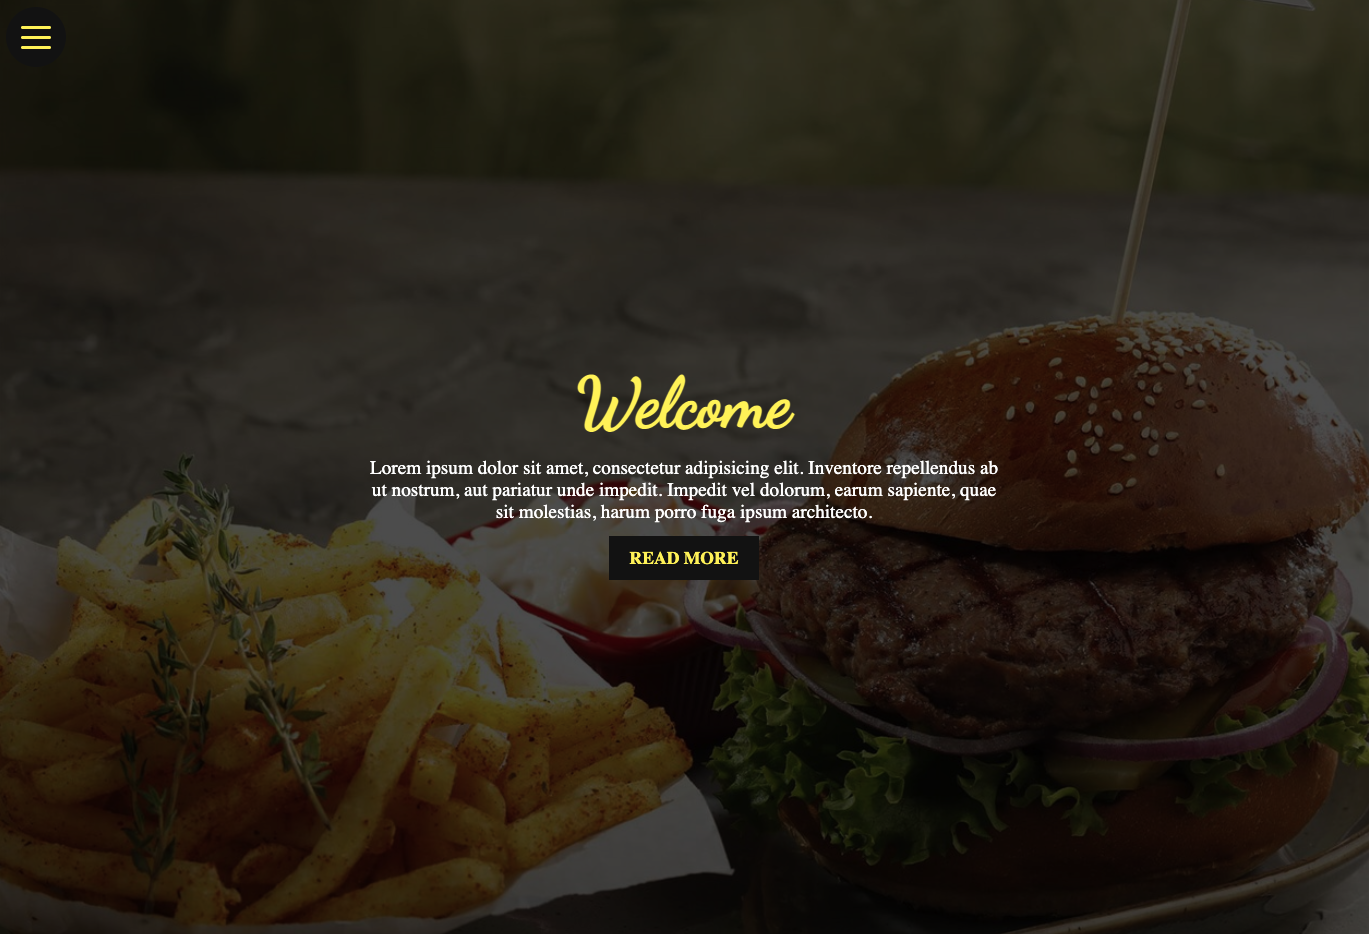 Welcome
Lorem ipsum dolor sit amet, consectetur adipisicing elit. Inventore repellendus ab
ut nostrum, aut pariatur unde impedit. Impedit vel dolorum, earum sapiente, quae
sit molestias, harum porro fuga ipsum architecto.
READ MORE